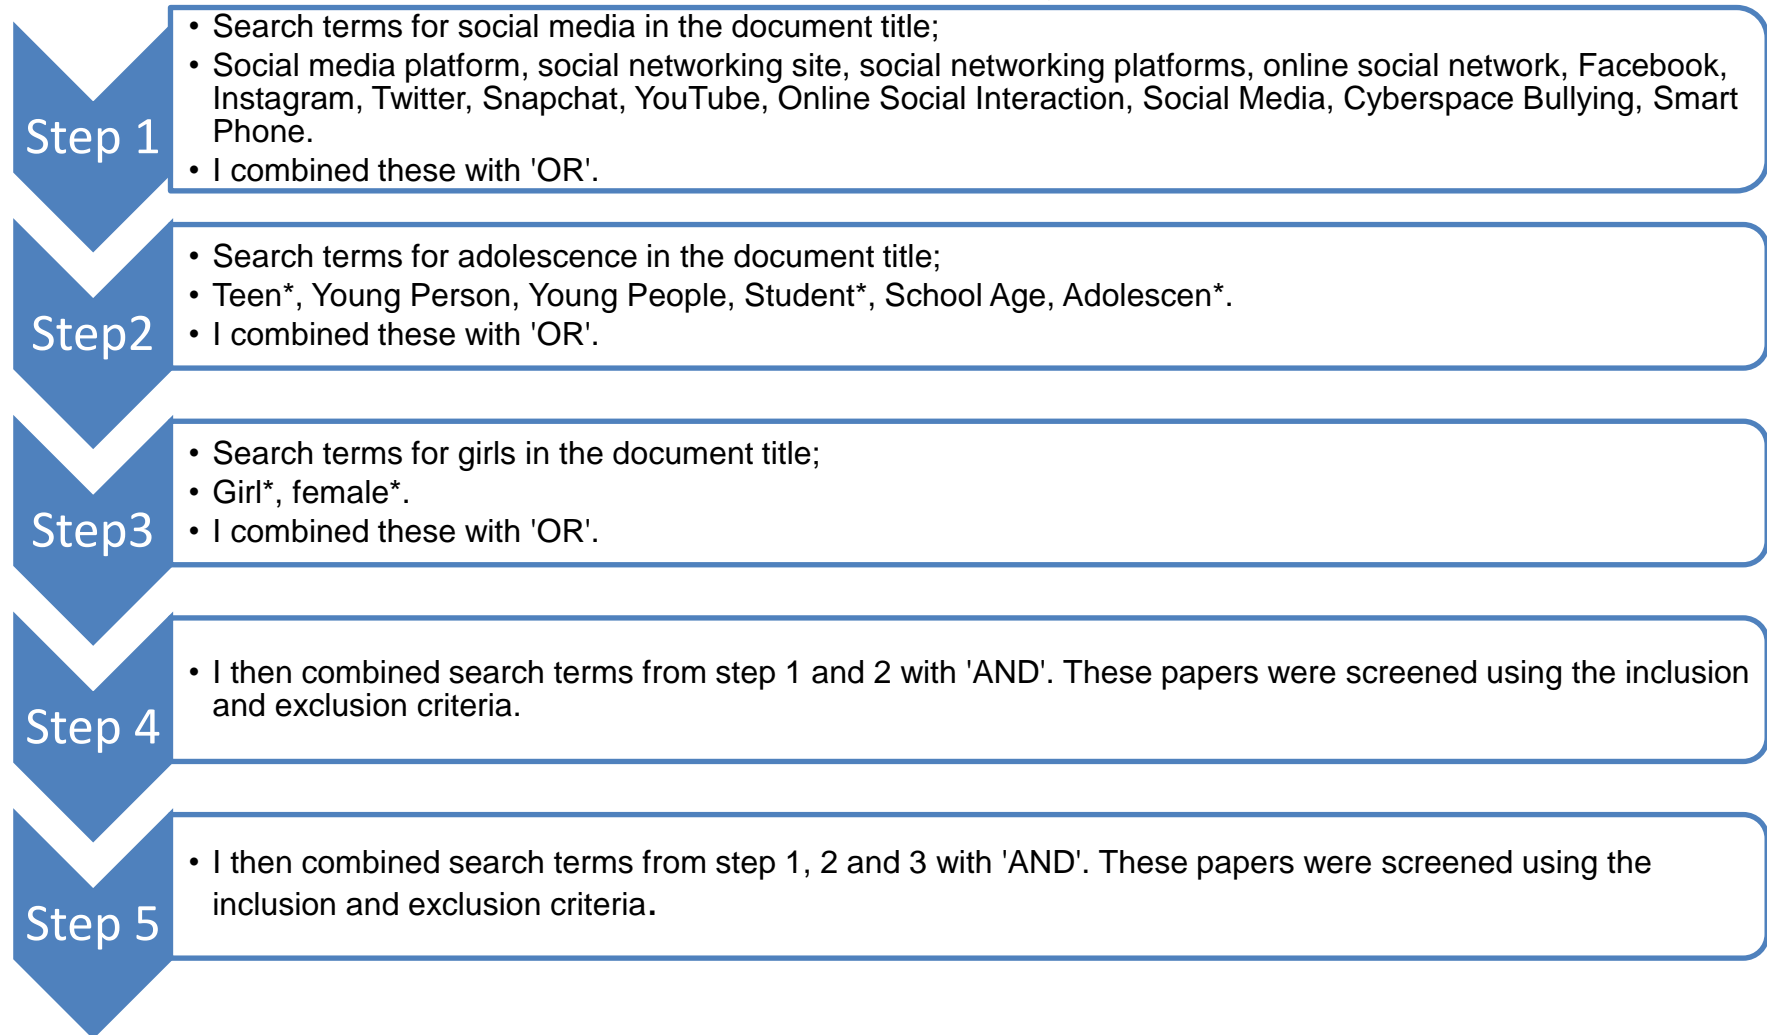 Step 1
• Search terms for social media in the document title;
• Social media platform, social networking site, social networking platforms, online social network, Facebook,
Instagram, Twitter, Snapchat, YouTube, Online Social Interaction, Social Media, Cyberspace Bullying, Smart
Phone.
• I combined these with 'OR'.
Step2
• Search terms for adolescence in the document title;
• Teen*, Young Person, Young People, Student*, School Age, Adolescen*.
• I combined these with 'OR'.
Step3
• Search terms for girls in the document title;
• Girl*, female*.
• I combined these with 'OR'.
Step 4
• I then combined search terms from step 1 and 2 with 'AND'. These papers were screened using the inclusion
and exclusion criteria.
Step 5
• I then combined search terms from step 1, 2 and 3 with 'AND'. These papers were screened using the
inclusion and exclusion criteria.